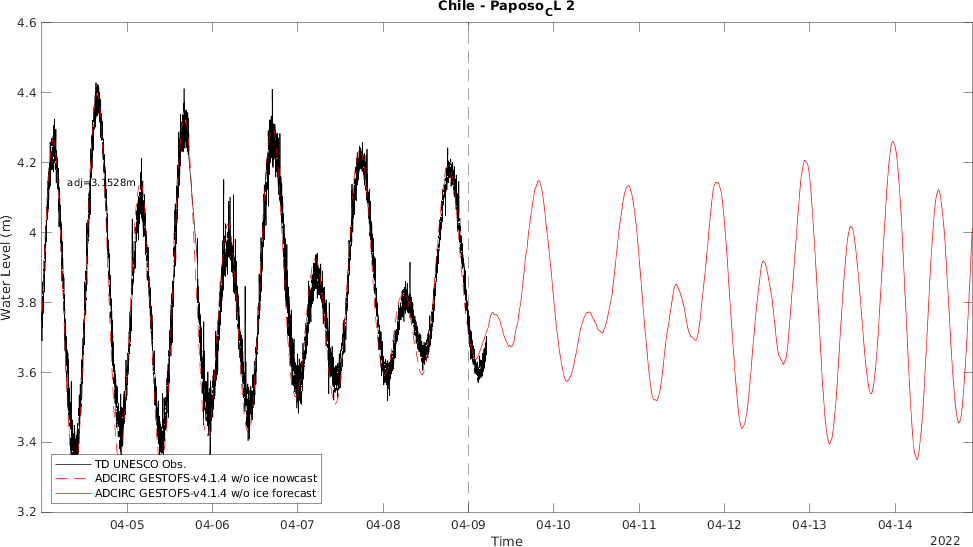 Chile - Paposo_CL 2
4.6
4.4
4.2
adj=3.1528m
4
3.8
3.6
3.4
3.2
Water Level (m)
TD UNESCO Obs.
ADCIRC GESTOFS-v4.1.4 w/o ice nowcast
ADCIRC GESTOFS-v4.1.4 w/o ice forecast
04-05 04-06 04-07 04-08 04-09 04-10 04-11 04-12 04-13 04-14
Time
2022